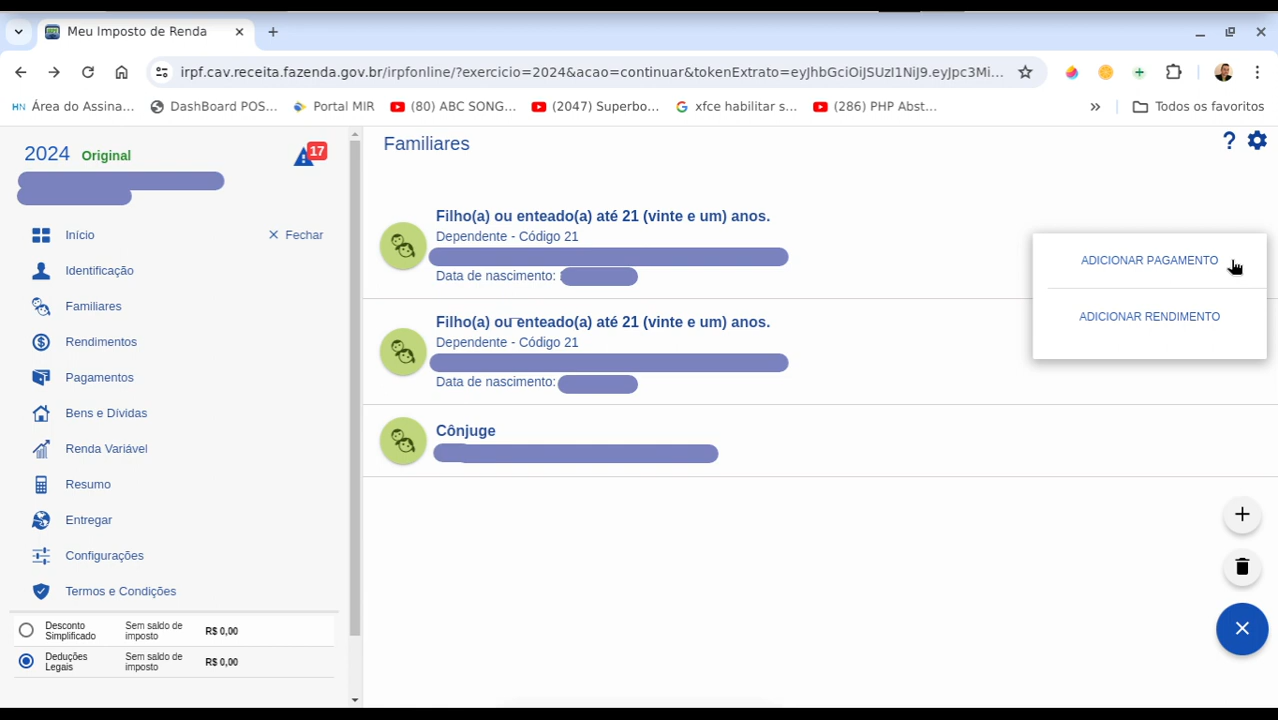 Meu Imposto de Renda
irpf.cav.receita.fazenda.gov.br/irpfonline/?exercicio=2024&acao=continuar&tokenExtrato=eyJhbGciOiJSUzI1NiJ9.eyJpc3Mi...
Área do Assina...
DashBoard POS...
Portal MIR
(80) ABC SONG...
(2047) Superbo...
xfce habilitar s...
(286) PHP Abst...
»
Todos os favoritos
2024 Original
17
Início
Fechar
Identificação
Familiares
Rendimentos
Pagamentos
Bens e Dívidas
Renda Variável
Resumo
Entregar
Configurações
Termos e Condições
Desconto Simplificado
Sem saldo de imposto
R$ 0,00
Deduções Legais
Sem saldo de imposto
R$ 0,00
Familiares
?
Filho(a) ou enteado(a) até 21 (vinte e um) anos.
Dependente - Código 21
Data de nascimento:
Filho(a) ou enteado(a) até 21 (vinte e um) anos.
Dependente - Código 21
Data de nascimento:
Cônjuge
ADICIONAR PAGAMENTO
ADICIONAR RENDIMENTO